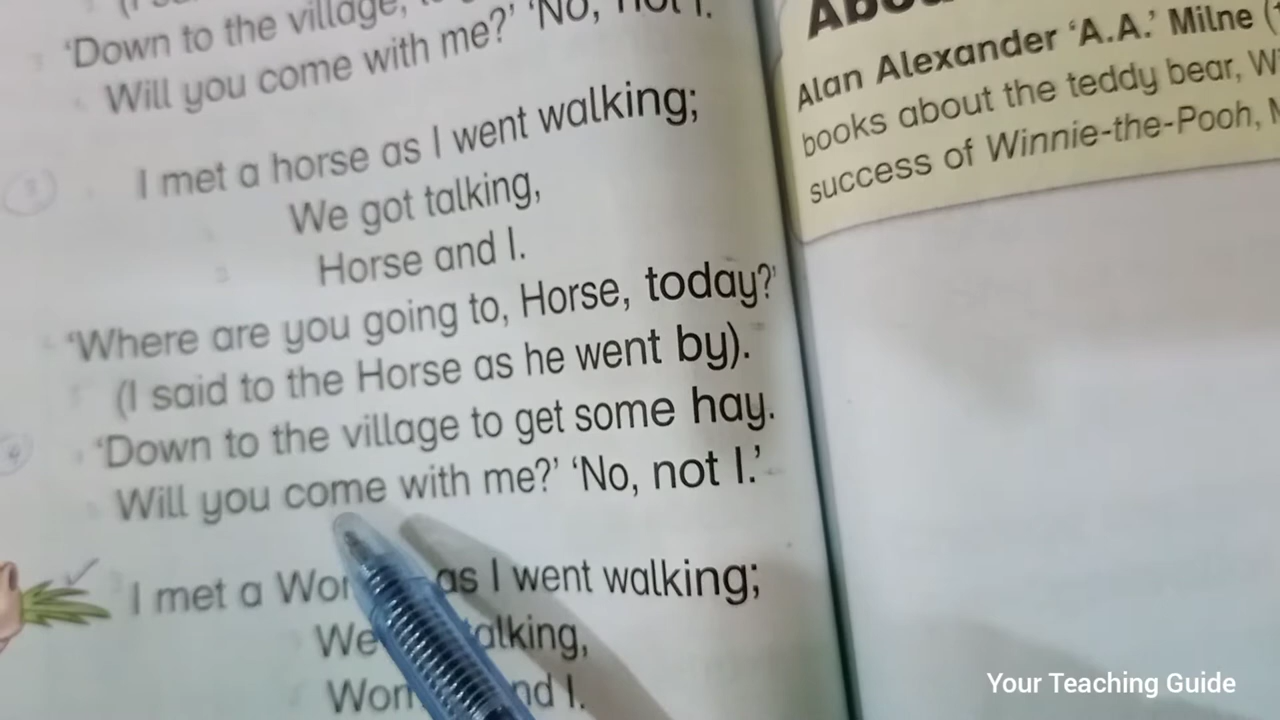 'Down to the village,
Will you come with me?' 'No, not I.
I met a horse as I went walking;
We got talking,
Horse and I.
'Where are you going to, Horse, today?'
(I said to the Horse as he went by).
'Down to the village to get some hay.
Will you come with me?' 'No, not I.'
I met a as I went walking;
We
nd I.
Alan Alexander 'A.A.' Milne (
books about the teddy bear,
success of Winnie-the-Pooh,
Your Teaching Guide